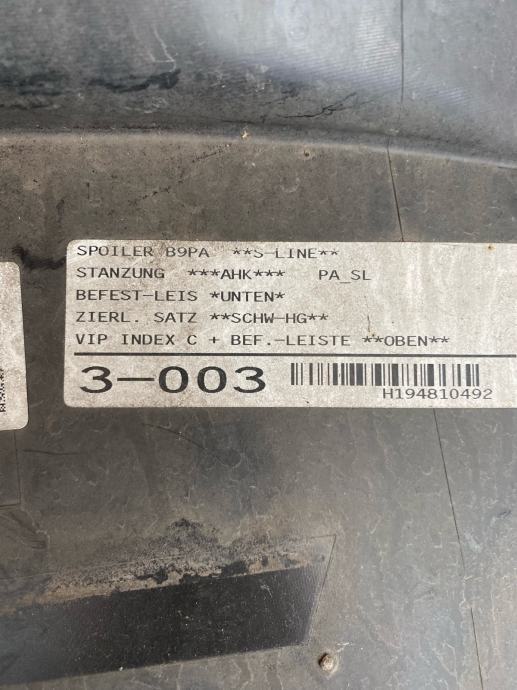 SPOILER B9PA **S-LINE**
STANZUNG ***AHK*** PA_SL
BEFEST-LEIS *UNTEN*
ZIERL. SATZ **SCHW-HG**
VIP INDEX C + BEF.-LEISTE **OBEN**
3-003
H194810492